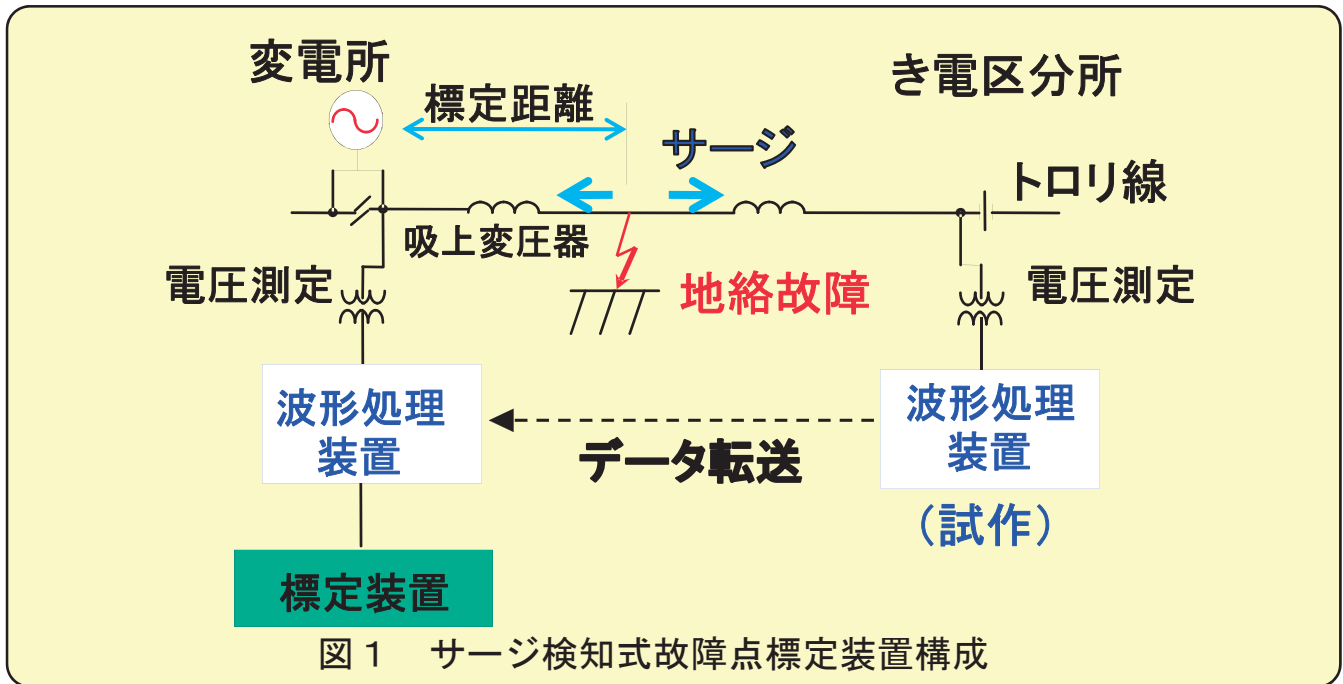 変電所
き電区分所
標定距離
サージ
トロリ線
吸上変圧器
電圧測定
地絡故障
電圧測定
波形処理
装置
波形処理
装置
データ転送
（試作）
標定装置
図１　サージ検知式故障点標定装置構成